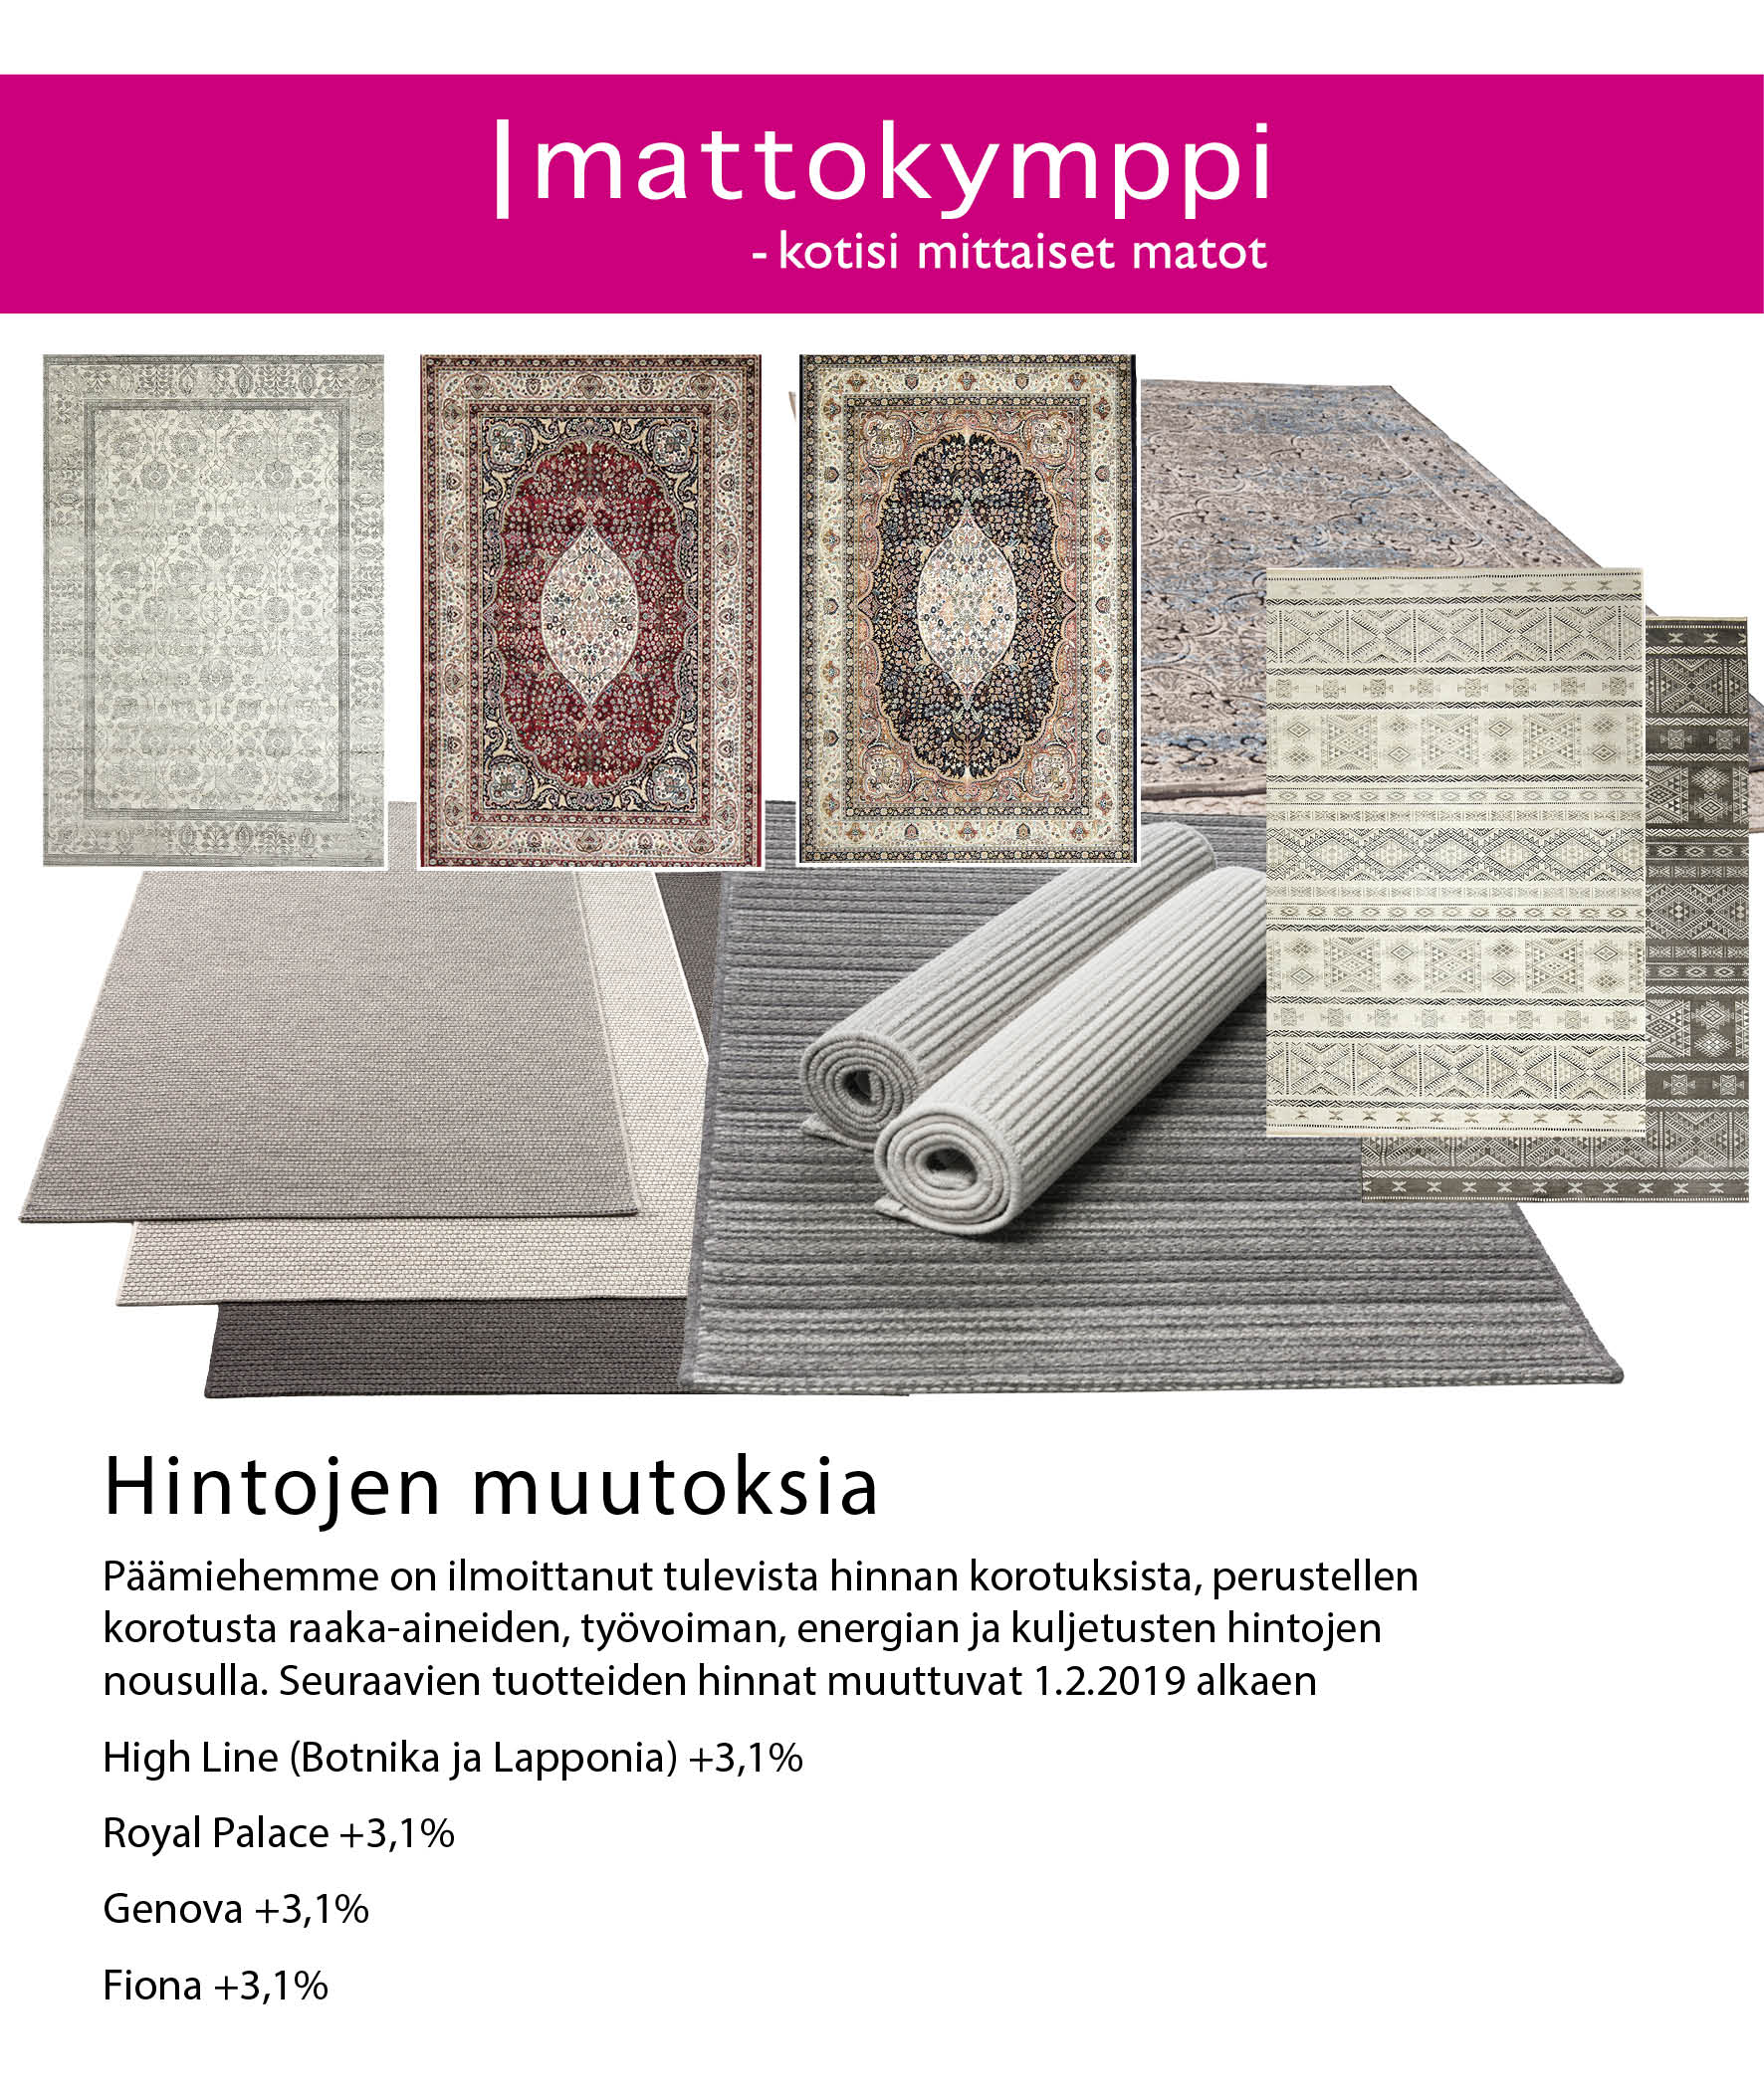 mattokymppi
- kotisi mittaiset matot
Hintojen muutoksia
Päämiehemme on ilmoittanut tulevista hinnan korotuksista, perustellen
korotusta raaka-aineiden, työvoiman, energian ja kuljetusten hintojen
nousulla. Seuraavien tuotteiden hinnat muuttuvat 1.2.2019 alkaen
High Line (Botnika ja Lapponia) +3,1%
Royal Palace +3,1%
Genova +3,1%
Fiona +3,1%